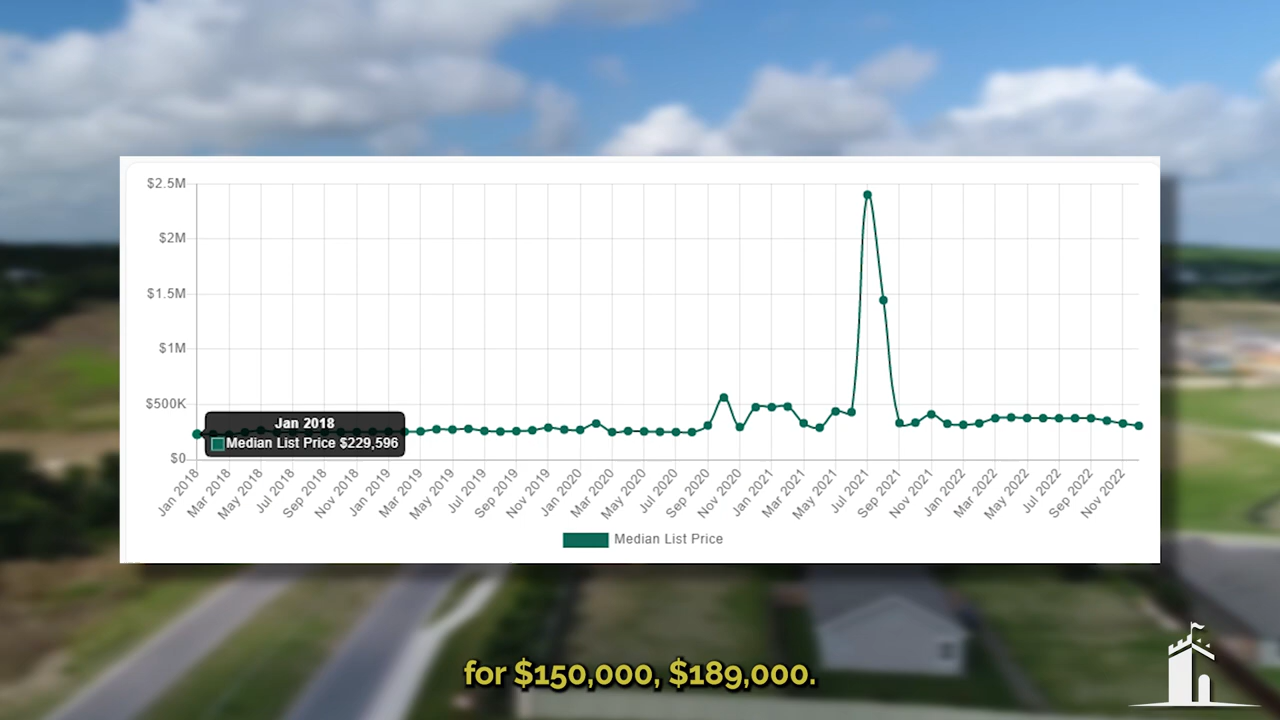 $2.5M
$2M
$1.5M
$1M
$500K
$0
Jan 2018
Median List Price $229,596
Jan 2018
Mar 2018
May 2018
Jul 2018
Sep 2018
Nov 2018
Jan 2019
Mar 2019
May 2019
Jul 2019
Sep 2019
Nov 2019
Jan 2020
Mar 2020
May 2020
Jul 2020
Sep 2020
Nov 2020
Jan 2021
Mar 2021
May 2021
Jul 2021
Sep 2021
Nov 2021
Jan 2022
Mar 2022
May 2022
Jul 2022
Sep 2022
Nov 2022
Median List Price
for $150,000, $189,000.